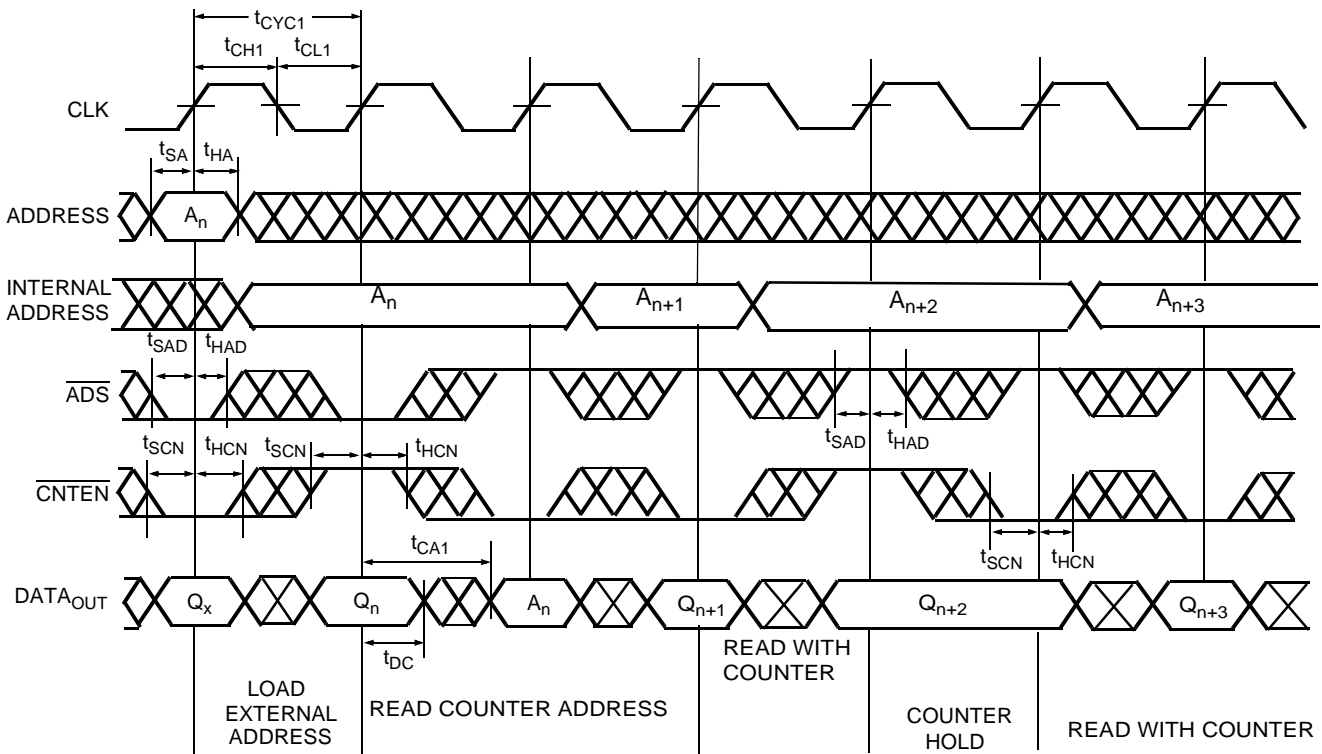 tCYC1
tCH1 tCL1
CLK
tSA tHA
ADDRESS An
INTERNAL
ADDRESS
An An+1 An+2 An+3
tSAD tHAD
ADS
tSAD tHAD
tSCN tHCN tSCN tHCN
CNTEN
tSCN tHCN
tCA1
DATAOUT Qx Qn An Qn+1 Qn+2 Qn+3
tDC
LOAD
EXTERNAL
ADDRESS
READ COUNTER ADDRESS
READ WITH
COUNTER
COUNTER
HOLD
READ WITH COUNTER